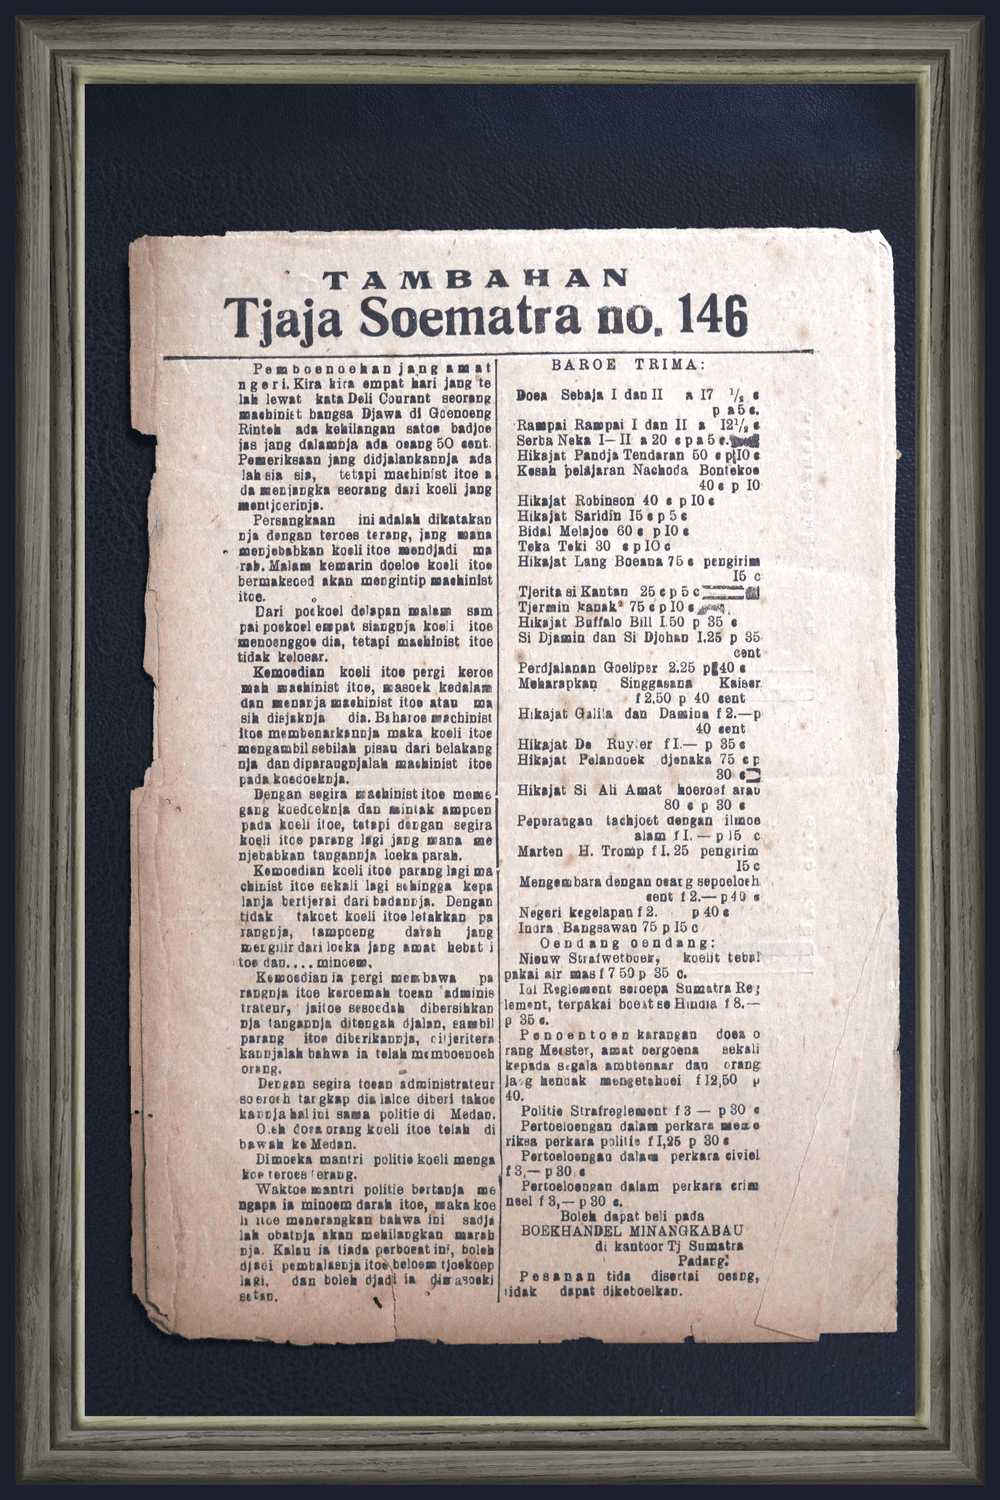 TAMBAHAN
Tjaja Soematra no. 146
Pemboenoehan jang amat
ngeri. Kira kira empat hari jang te
lah lewat kata Deli Courant seorang
machinist bangsa Djawa di Goenoeng
Rinteh ada kehilangan satoe badjoe
jas jang dalamnja ada oeang 50 cent.
Pemeriksaan jang didjalankannja ada
lah sia sia, tetapi machinist itoe a
da menjangka seorang dari koeli jang
mentjoerinja.
Persangkaan ini adalah dikatakan
nja dengan teroes terang, jang mana
menjebabkan koeli itoe mendjadi ma
rah. Malam kemarin doeloe koeli itoe
bermaksoed akan mengintip machinist
itoe.
Dari poekoel delapan malam sam
pai poekoel empat siangnja koeli itoe
menoenggoe dia, tetapi machinist itoe
tidak keloear.
Kemoedian koeli itoe pergi keroe
mah machinist itoe, masoek kedalam
dan menanja machinist itoe atau ma
sih disjaknja dia. Baharoe machinist
itoe membenarkannja maka koeli itoe
mengambil sebilah pisau dari belakang
nja dan diparangnjalah machinist itoe
pada koedoeknja.
Dengan segira machinist itoe meme
gang koedoeknja dan mintak ampoen
pada koeli itoe, tetapi dengan segira
koeli itoe parang lagi jang mana me
njebabkan tangannja loeka parah.
Kemoedian koeli itoe parang lagi ma
chinist itoe sekali lagi sehingga kepa
lanja bertjerai dari badannja. Dengan
tidak takoet koeli itoe letakkan pa
rangnja, tampoeng darah jang
mengilir dari loeka jang amat hebat i
toe dan.... minoem.
Kemoedian ia pergi membawa pa
rangnja itoe keroemah toean adminis
trateur, jaitoe sesoedah dibersihkan
nja tangannja ditengah djalan, sambil
parang itoe diberikannja, ditjeritera
kannjalah bahwa ia telah memboenoeh
orang.
Dengan segira toean administrateur
soeroeh tangkap dia laloe diberi tahoe
kannja hal ini sama politie di Medan.
Oleh doea orang koeli itoe telah di
bawah ke Medan.
Dimoeka mantri politie koeli menga
koe teroes terang.
Waktoe mantri politie bertanja me
ngapa ia minoem darah itoe, maka koe
li itoe menerangkan bahwa ini sadja
lah obatnja akan mehilangkan marah
nja. Kalau ia tiada perboeat ini, boleh
djadi pembalasnja itoe beloem tjoekoep
lagi, dan boleh djadi ia dimasoeki
setan.
BAROE TRIMA:
Doea Sebaja I dan II a 17 1/2 c
p a 5 c.
Rampai Rampai I dan II a 12 1/2 c
Serba Neka I—II a 20 c p a 5 c.
Hikajat Pandja Tendaran 50 c p 10 c
Kesah pelajaran Nachoda Bontekoe
40 c p 10
Hikajat Robinson 40 c p 10 c
Hikajat Saridin 15 c p 5 c
Bidal Melajoe 60 c p 10 c
Teka Teki 30 c p 10 c
Hikajat Lang Boeana 75 c pengirim
15 c
Tjerita si Kantan 25 c p 5 c
Tjermin kanak² 75 c p 10 c
Hikajat Buffalo Bill 1.50 p 35 c
Si Djamin dan Si Djohan 1.25 p 35
cent
Perdjalanan Goeliper 2.25 p 40 c
Meharapkan Singgasana Kaiser
f 2,50 p 40 cent
Hikajat Galila dan Damina f 2.—p
40 cent
Hikajat De Ruyter f 1.— p 35 c
Hikajat Pelandoek djenaka 75 c p
30 c
Hikajat Si Ali Amat hoeroef arab
80 c p 30 c
Peperangan tachjoet dengan ilmoe
alam f 1. — p 15 c
Marten H. Tromp f 1.25 pengirim
15 c
Mengembara dengan oeang sepoeloeh
cent f 2.— p 40 c
Negeri kegelapan f 2. p 40 c
Indra Bangsawan 75 p 15 c
Oendang oendang:
Nieuw Strafwetboek, koelit tebal
pakai air mas f 7 50 p 35 c.
Inl Reglement seroepa Sumatra Reg
lement, terpakai boeat se Hindia f 8.—
p 35 c.
Penoentoen karangan doea o
rang Meester, amat bergoena sekali
kepada segala ambtenaar dan orang
jang hendak mengetahoei f 12,50 p
40.
Politie Strafreglement f 3 — p 30 c
Pertoeloengan dalam perkara meme
riksa perkara politie f 1,25 p 30 c
Pertoeloengan dalam perkara civiel
f 3,— p 30 c
Pertoeloengan dalam perkara crim
neel f 3,— p 30 c.
Boleh dapat beli pada
BOEKHANDEL MINANGKABAU
di kantoor Tj Sumatra
Padang.
Pesanan tida disertai oeang,
tidak dapat dikeboelkan.